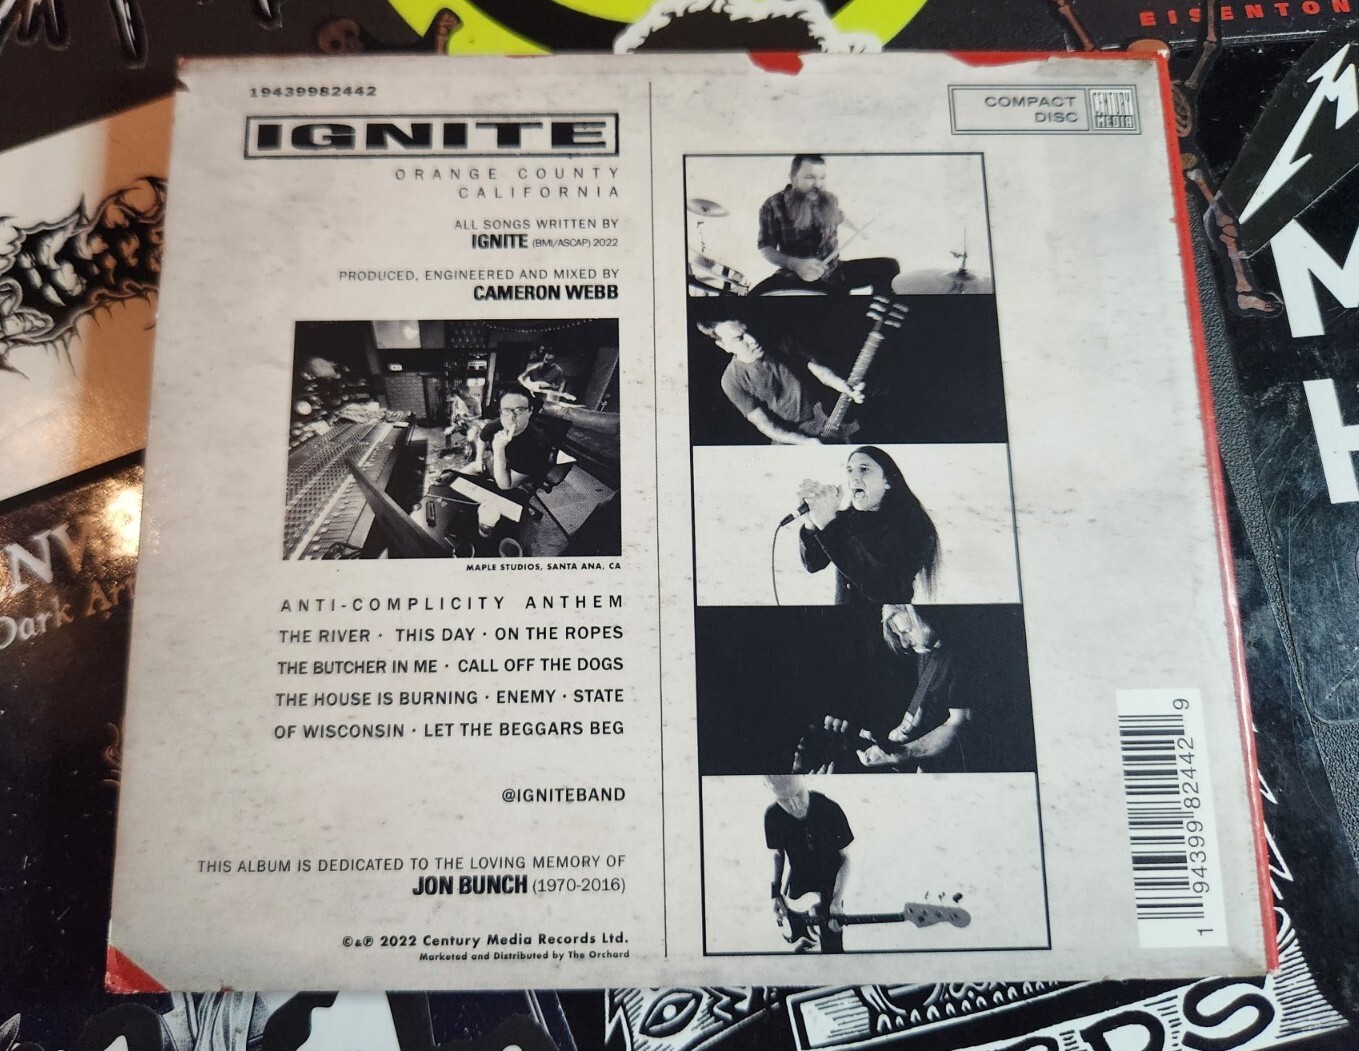 EISENTON
19439982442
IGNITE
ORANGE COUNTY
CALIFORNIA
ALL SONGS WRITTEN BY
IGNITE (BMI/ASCAP) 2022
PRODUCED, ENGINEERED AND MIXED BY
CAMERON WEBB
MAPLE STUDIOS, SANTA ANA, CA
ANTI-COMPLICITY ANTHEM
THE RIVER · THIS DAY · ON THE ROPES
THE BUTCHER IN ME · CALL OFF THE DOGS
THE HOUSE IS BURNING · ENEMY · STATE
OF WISCONSIN · LET THE BEGGARS BEG
@IGNITEBAND
THIS ALBUM IS DEDICATED TO THE LOVING MEMORY OF
JON BUNCH (1970-2016)
©&℗ 2022 Century Media Records Ltd.
Marketed and Distributed by The Orchard
COMPACT
DISC
CENTURY
MEDIA
1 94399 82442 9
NV
Dark Art
M
H
RDS